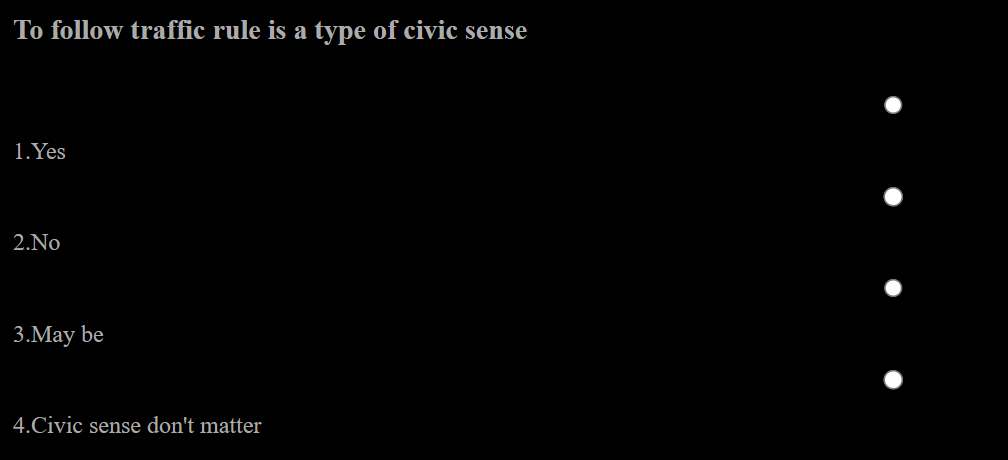 To follow traffic rule is a type of civic sense
1.Yes
2.No
3.May be
4.Civic sense don't matter